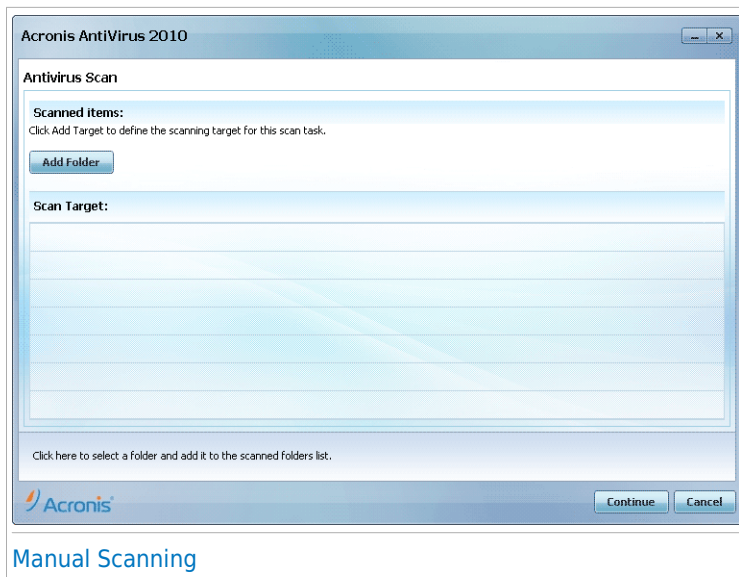 Acronis AntiVirus 2010
Antivirus Scan
Scanned items:
Click Add Target to define the scanning target for this scan task.
Add Folder
Scan Target:
Click here to select a folder and add it to the scanned folders list.
Acronis
Continue Cancel
Manual Scanning